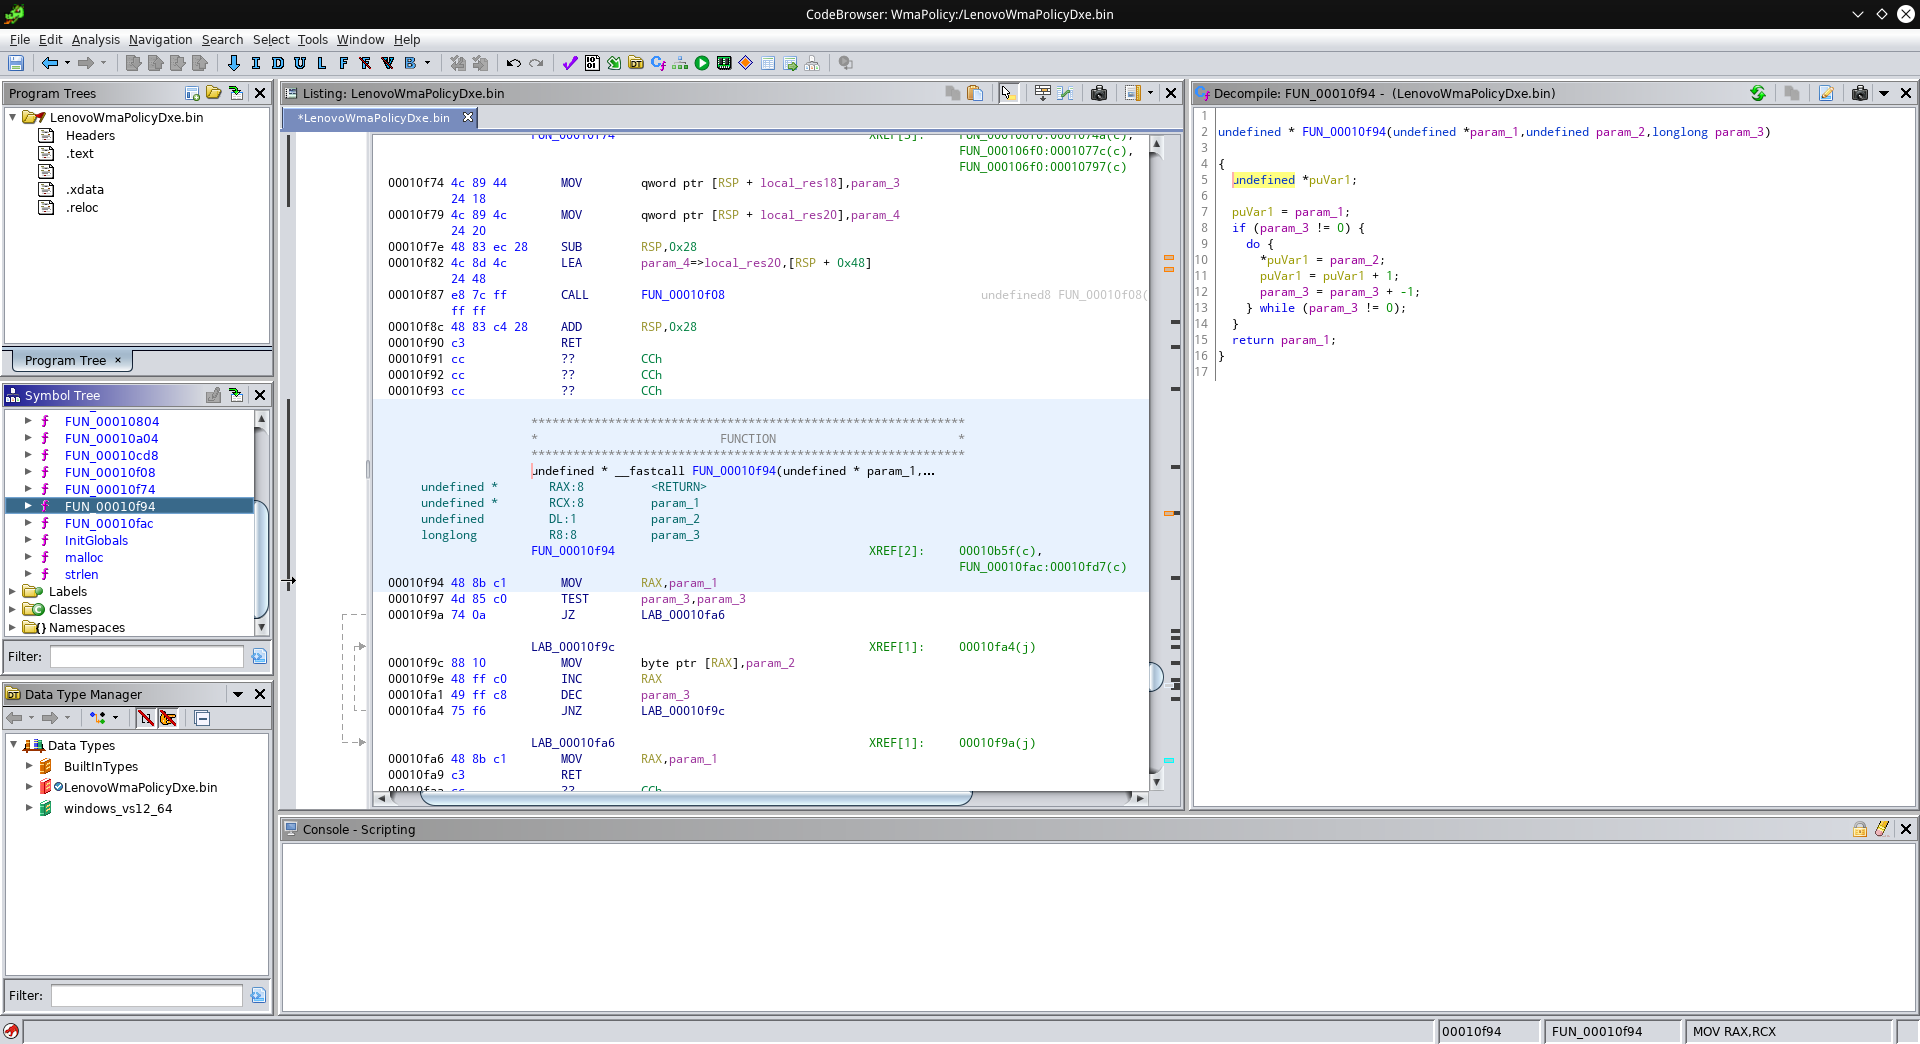 CodeBrowser: WmaPolicy:/LenovoWmaPolicyDxe.bin
File Edit Analysis Navigation Search Select Tools Window Help
Program Trees
LenovoWmaPolicyDxe.bin
Headers
.text
.xdata
.reloc
Program Tree ×
Symbol Tree
FUN_00010804
FUN_00010a04
FUN_00010cd8
FUN_00010f08
FUN_00010f74
FUN_00010f94
FUN_00010fac
InitGlobals
malloc
strlen
Labels
Classes
Namespaces
Filter:
Data Type Manager
Data Types
BuiltInTypes
LenovoWmaPolicyDxe.bin
windows_vs12_64
Filter:
Listing: LenovoWmaPolicyDxe.bin
*LenovoWmaPolicyDxe.bin
FUN_00010f74 XREF[3]: FUN_000106f0:0001074a(c),
FUN_000106f0:0001077c(c),
FUN_000106f0:00010797(c)
00010f74 4c 89 44 MOV qword ptr [RSP + local_res18],param_3
24 18
00010f79 4c 89 4c MOV qword ptr [RSP + local_res20],param_4
24 20
00010f7e 48 83 ec 28 SUB RSP,0x28
00010f82 4c 8d 4c LEA param_4=>local_res20,[RSP + 0x48]
24 48
00010f87 e8 7c ff CALL FUN_00010f08 undefined8 FUN_00010f08(
ff ff
00010f8c 48 83 c4 28 ADD RSP,0x28
00010f90 c3 RET
00010f91 cc ?? CCh
00010f92 cc ?? CCh
00010f93 cc ?? CCh
**************************************************************
* FUNCTION *
**************************************************************
undefined * __fastcall FUN_00010f94(undefined * param_1,...
undefined * RAX:8 <RETURN>
undefined * RCX:8 param_1
undefined DL:1 param_2
longlong R8:8 param_3
FUN_00010f94 XREF[2]: 00010b5f(c),
FUN_00010fac:00010fd7(c)
00010f94 48 8b c1 MOV RAX,param_1
00010f97 4d 85 c0 TEST param_3,param_3
00010f9a 74 0a JZ LAB_00010fa6
LAB_00010f9c XREF[1]: 00010fa4(j)
00010f9c 88 10 MOV byte ptr [RAX],param_2
00010f9e 48 ff c0 INC RAX
00010fa1 49 ff c8 DEC param_3
00010fa4 75 f6 JNZ LAB_00010f9c
LAB_00010fa6 XREF[1]: 00010f9a(j)
00010fa6 48 8b c1 MOV RAX,param_1
00010fa9 c3 RET
00010faa cc ?? CCh
Decompile: FUN_00010f94 - (LenovoWmaPolicyDxe.bin)
1
2 undefined * FUN_00010f94(undefined *param_1,undefined param_2,longlong param_3)
3
4 {
5 undefined *puVar1;
6
7 puVar1 = param_1;
8 if (param_3 != 0) {
9 do {
10 *puVar1 = param_2;
11 puVar1 = puVar1 + 1;
12 param_3 = param_3 + -1;
13 } while (param_3 != 0);
14 }
15 return param_1;
16 }
17
Console - Scripting
00010f94 FUN_00010f94 MOV RAX,RCX